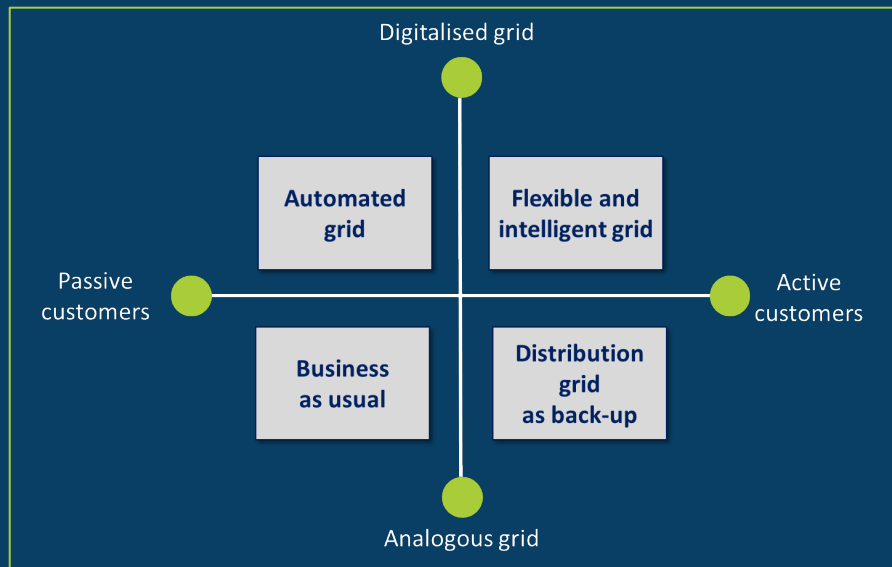 Digitalised grid
Automated
grid
Flexible and
intelligent grid
Passive
customers
Active
customers
Business
as usual
Distribution
grid
as back-up
Analogous grid